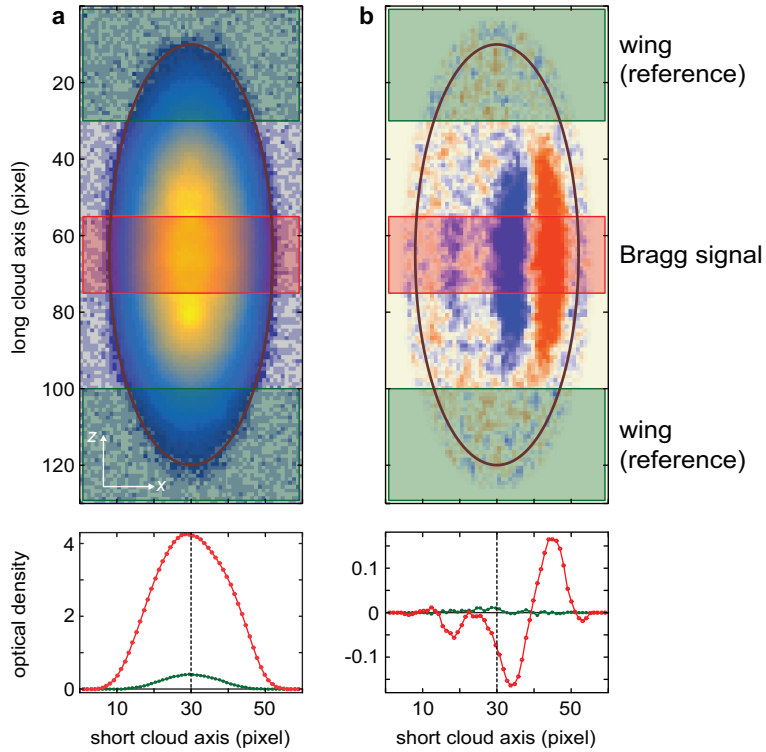 a
b
20
40
60
80
100
120
long cloud axis (pixel)
z
x
wing
(reference)
Bragg signal
wing
(reference)
4
2
0
optical density
10
30
50
short cloud axis (pixel)
0.1
0
-0.1
10
30
50
short cloud axis (pixel)